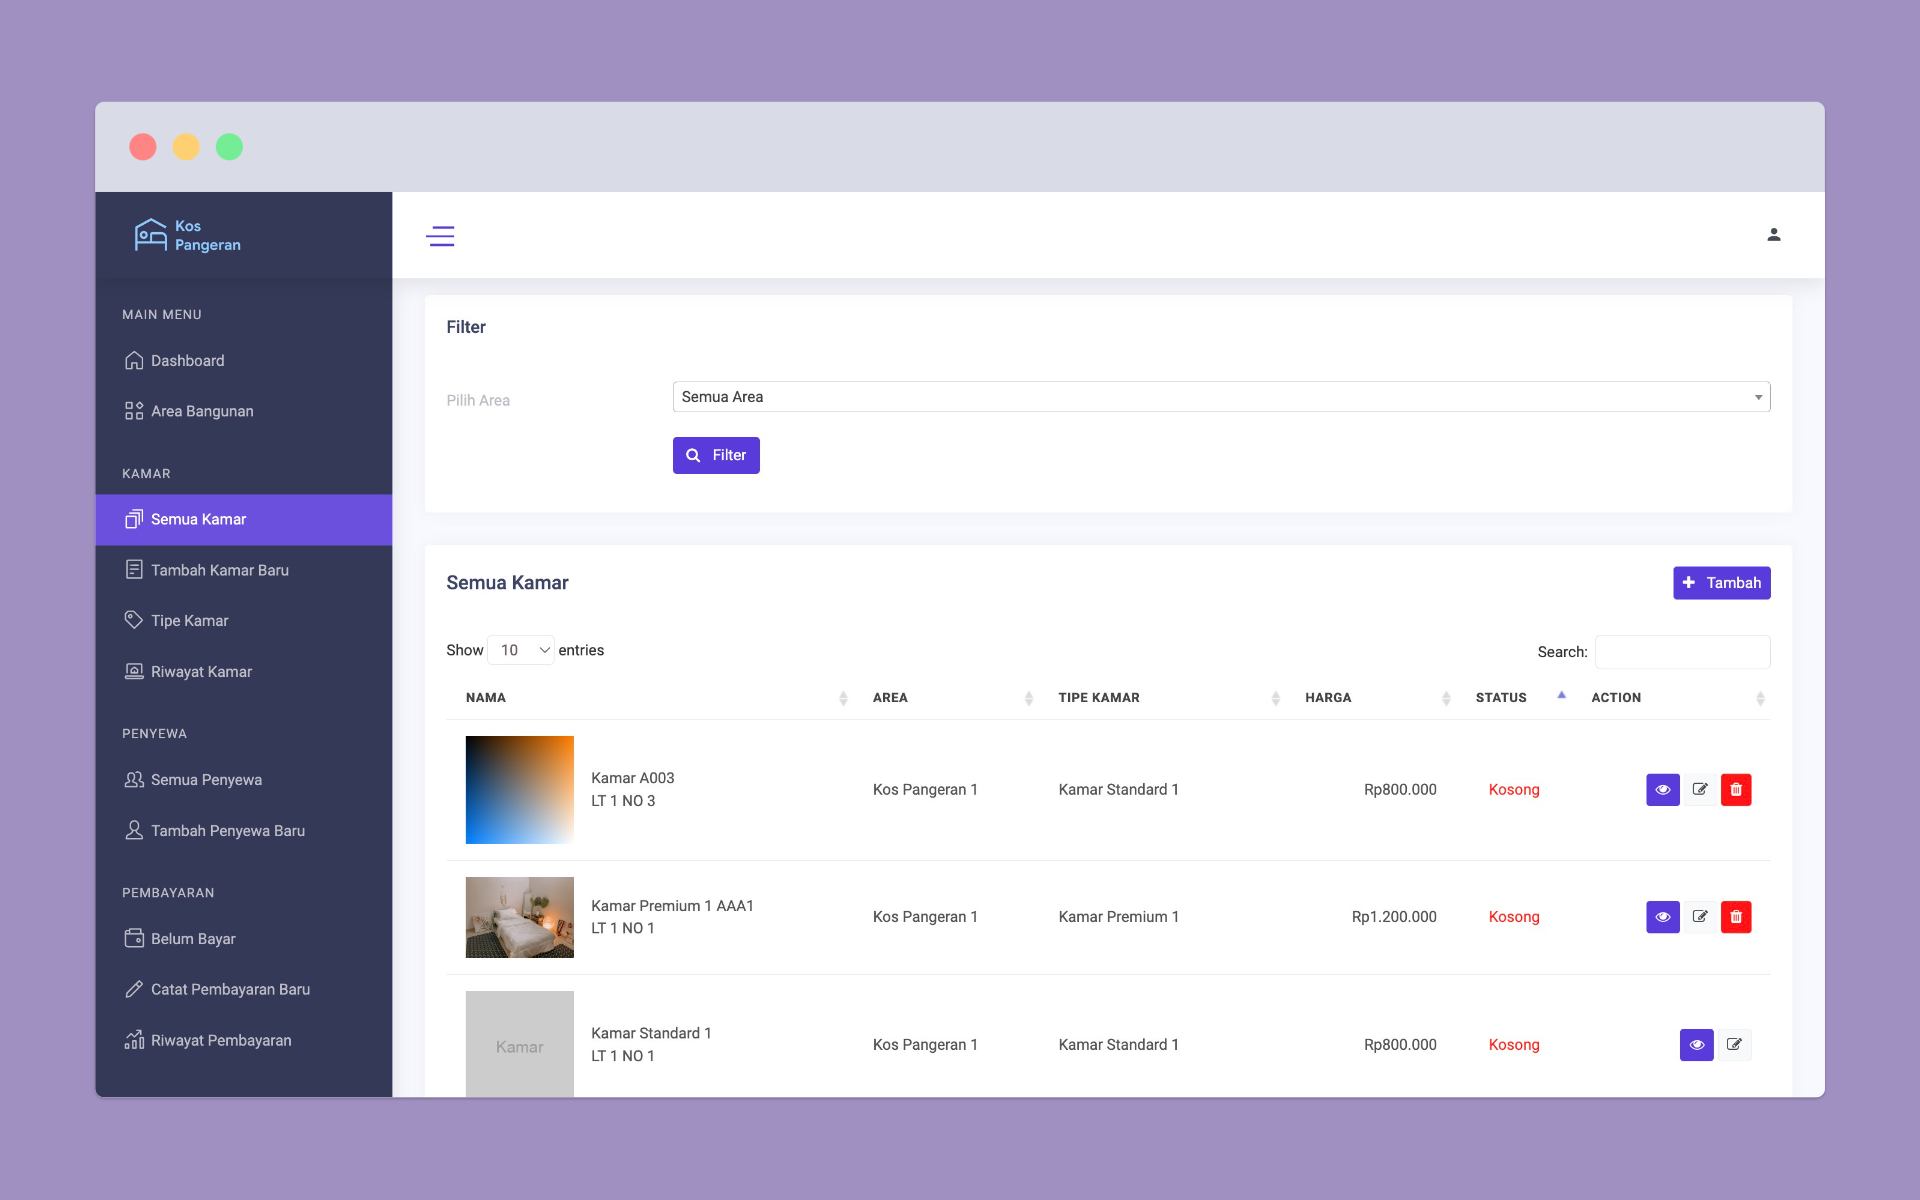 Kos
Pangeran
MAIN MENU
Dashboard
Area Bangunan
KAMAR
Semua Kamar
Tambah Kamar Baru
Tipe Kamar
Riwayat Kamar
PENYEWA
Semua Penyewa
Tambah Penyewa Baru
PEMBAYARAN
Belum Bayar
Catat Pembayaran Baru
Riwayat Pembayaran
Filter
Pilih Area
Semua Area
Filter
Semua Kamar
Tambah
Show 10 entries
Search:
NAMA AREA TIPE KAMAR HARGA STATUS ACTION
Kamar A003
LT 1 NO 3
Kos Pangeran 1 Kamar Standard 1 Rp800.000 Kosong
Kamar Premium 1 AAA1
LT 1 NO 1
Kos Pangeran 1 Kamar Premium 1 Rp1.200.000 Kosong
Kamar
Kamar Standard 1
LT 1 NO 1
Kos Pangeran 1 Kamar Standard 1 Rp800.000 Kosong